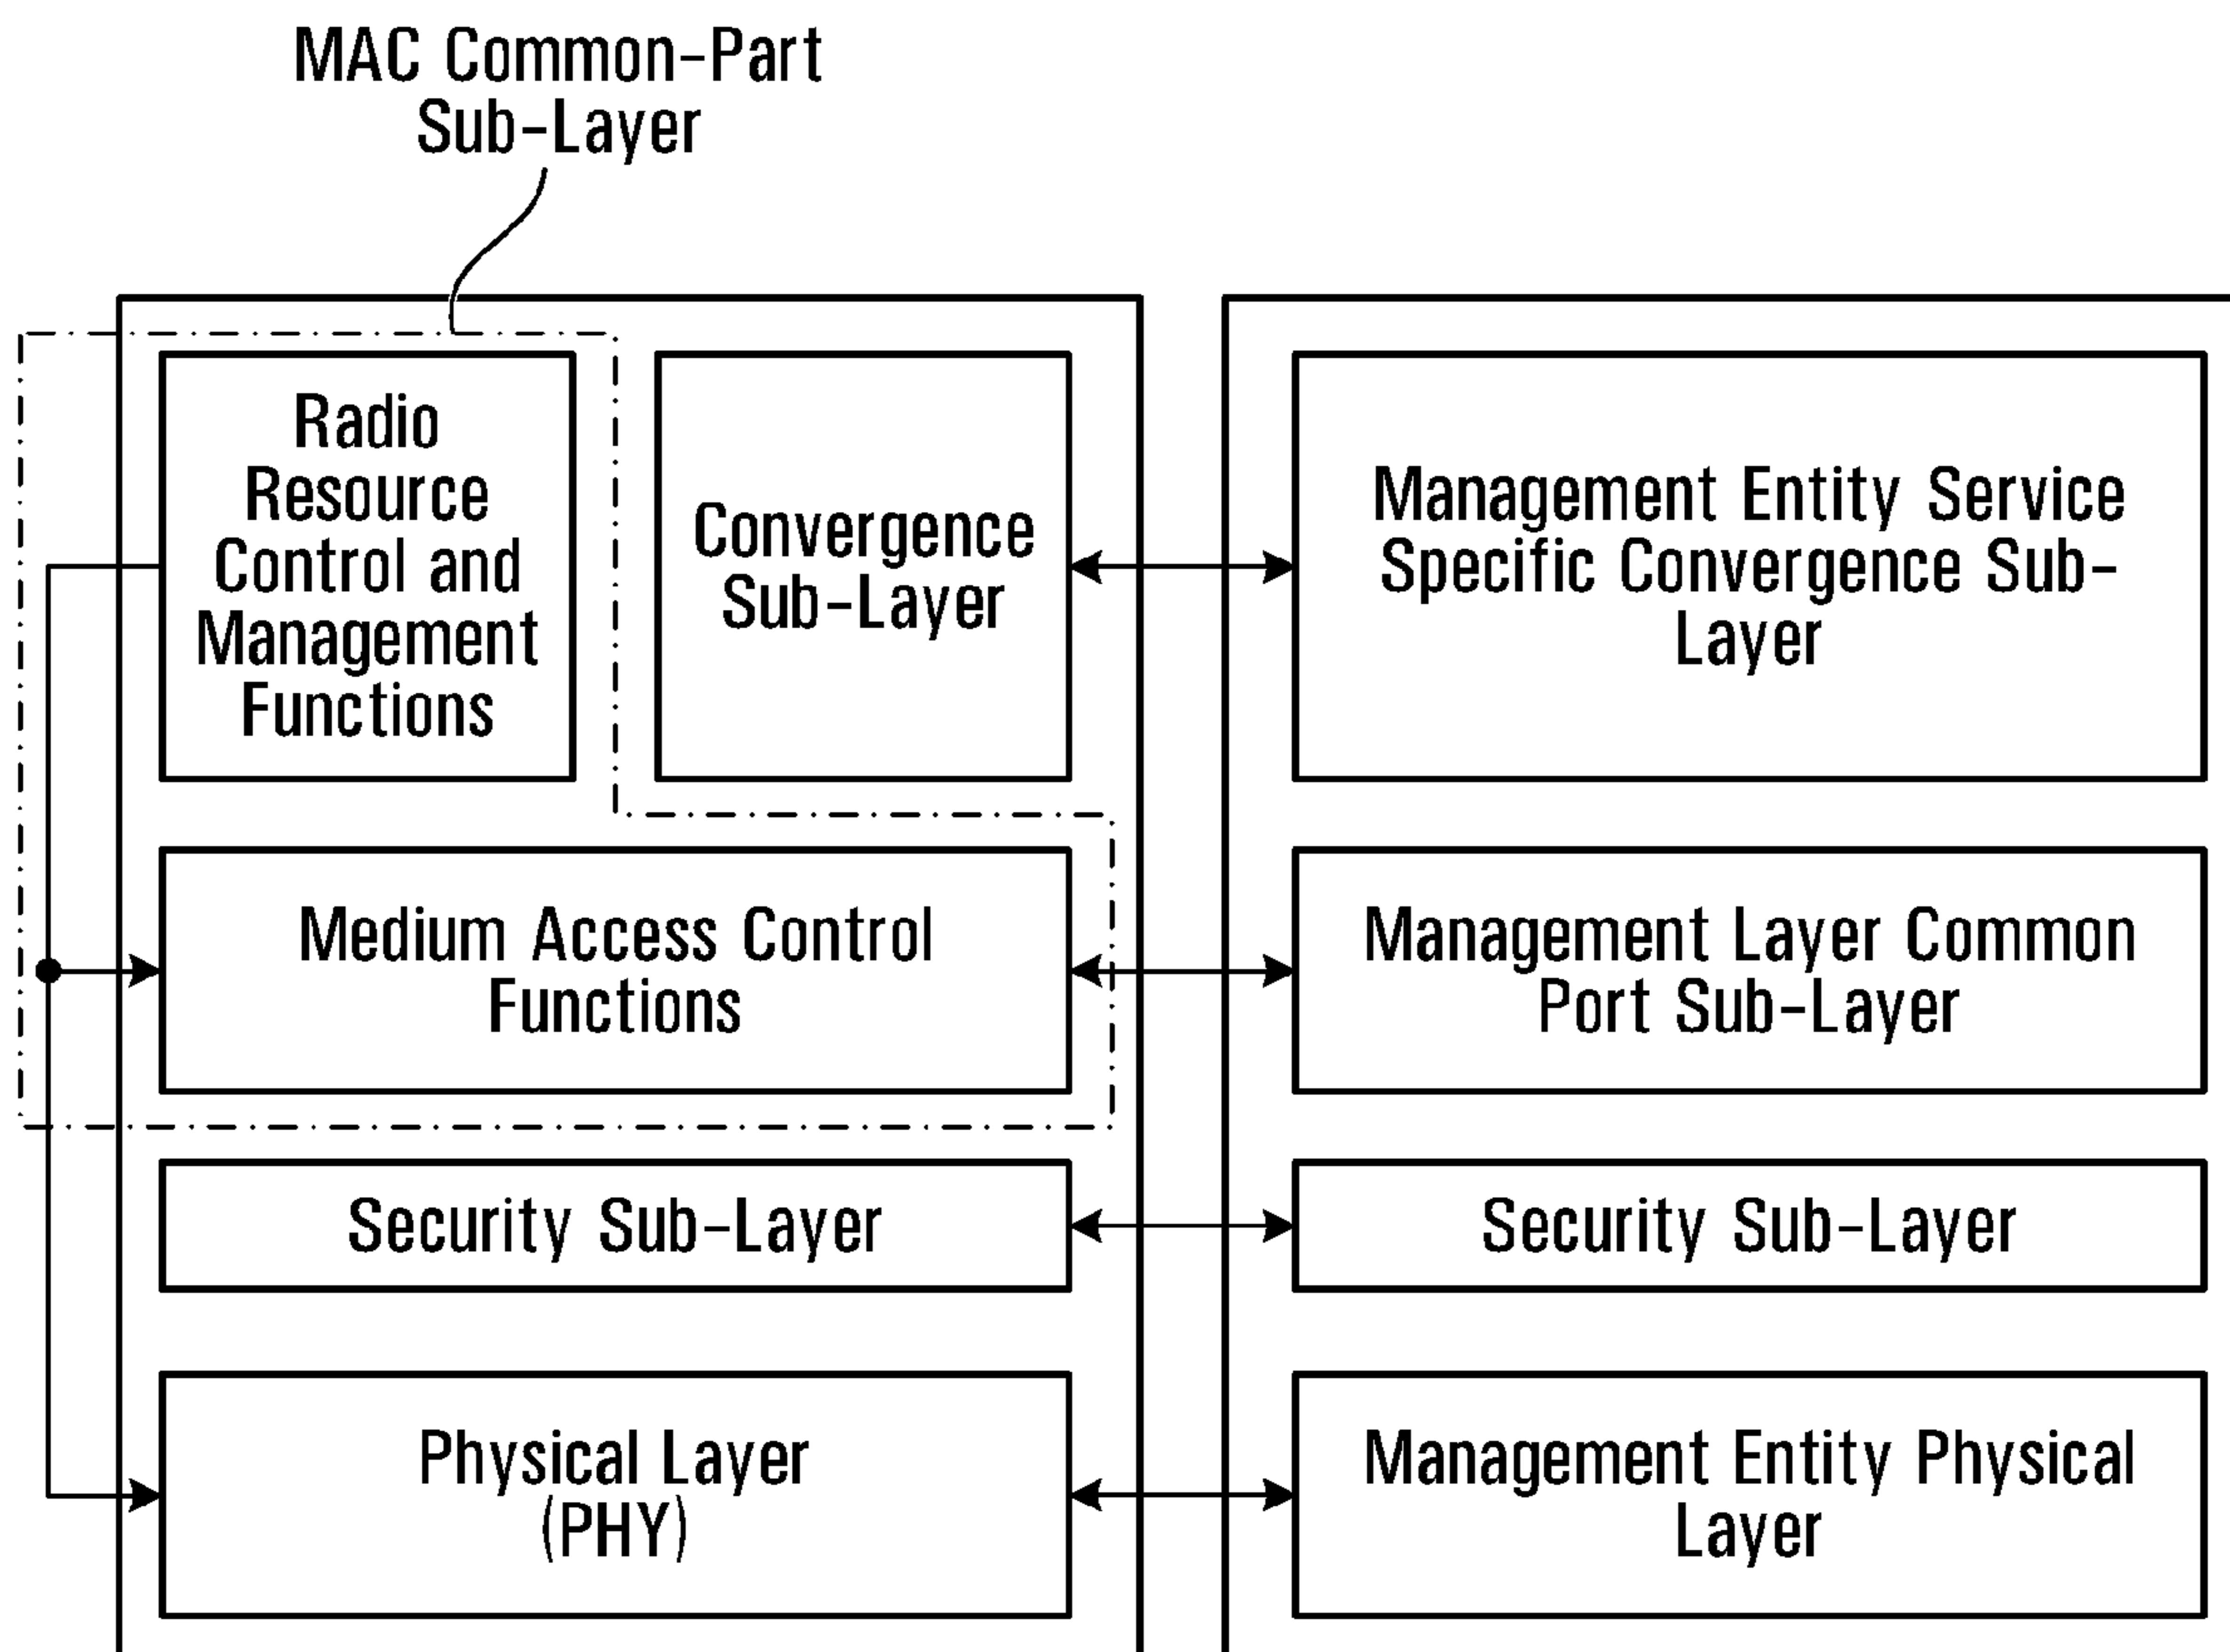 MAC Common-Part
Sub-Layer
Radio
Resource
Control and
Management
Functions
Convergence
Sub-Layer
Management Entity Service
Specific Convergence Sub-
Layer
Medium Access Control
Functions
Management Layer Common
Port Sub-Layer
Security Sub-Layer
Security Sub-Layer
Physical Layer
(PHY)
Management Entity Physical
Layer